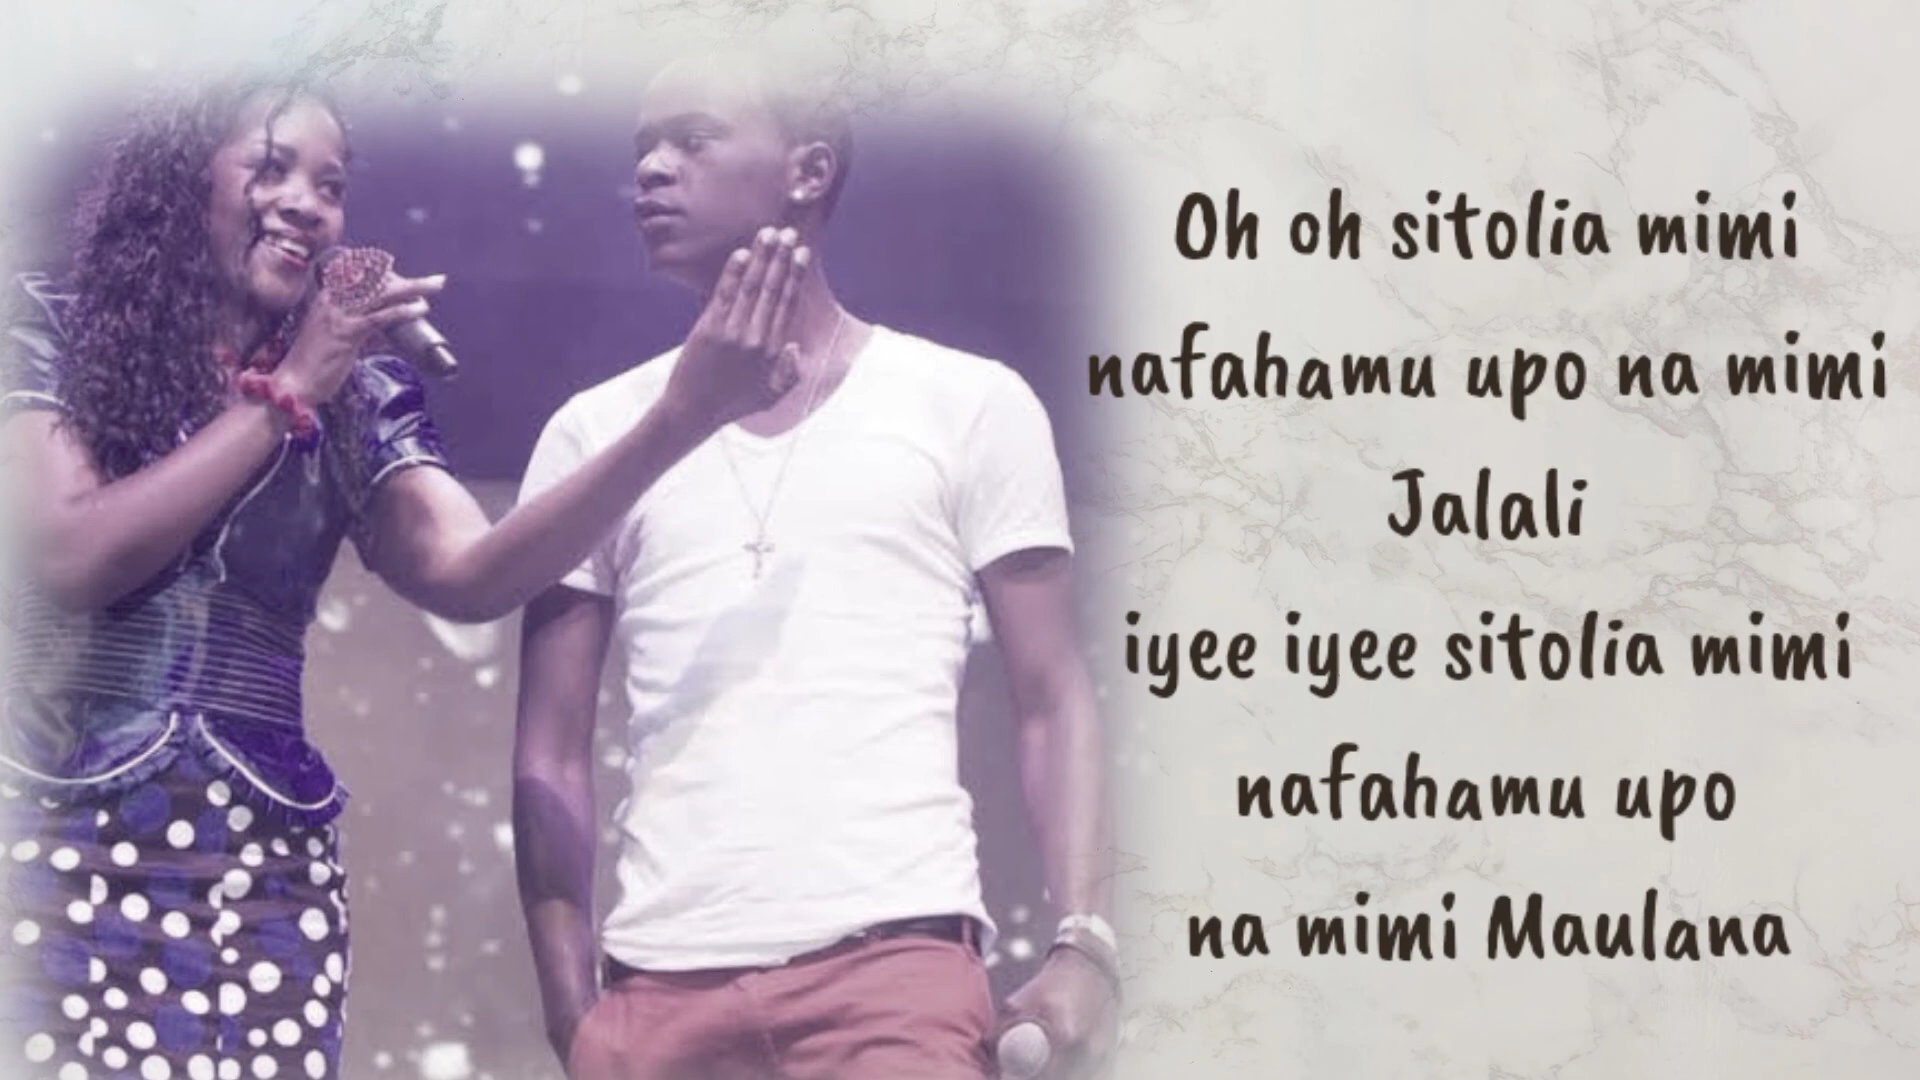 Oh oh sitolia mimi
nafahamu upo na mimi
Jalali
iyee iyee sitolia mimi
nafahamu upo
na mimi Maulana